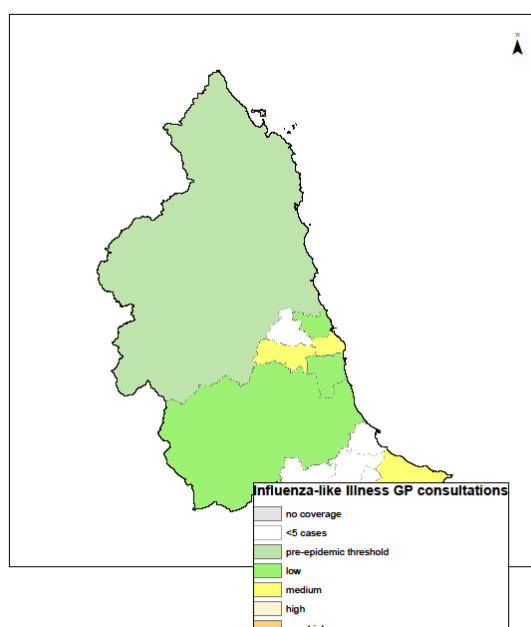 Influenza-like Illness GP consultations
no coverage
<5 cases
pre-epidemic threshold
low
medium
high